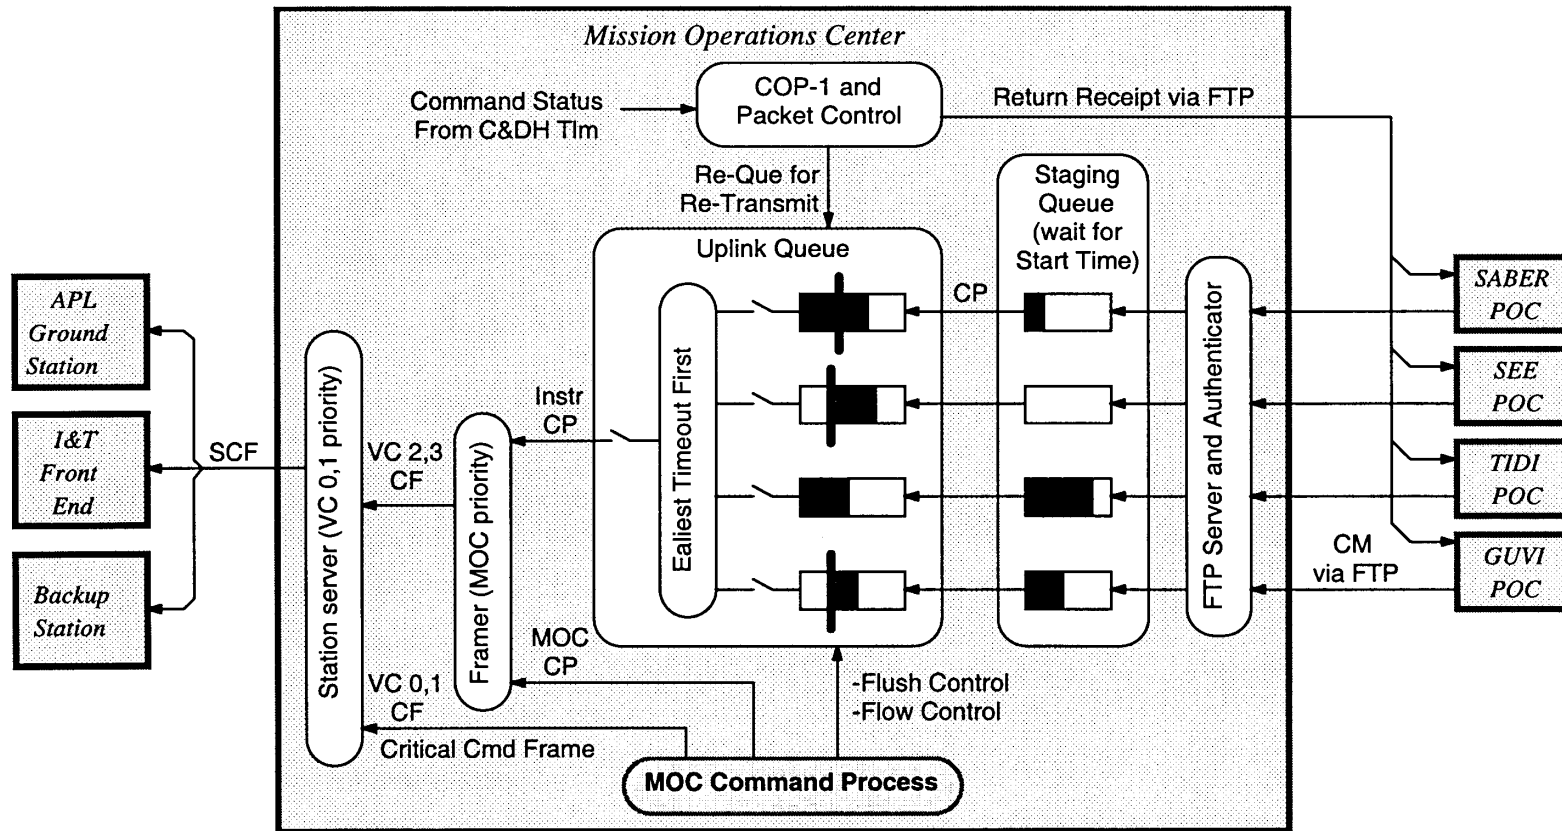 Mission Operations Center
COP-1 and
Packet Control
Command Status
From C&DH Tlm
Return Receipt via FTP
Re-Que for
Re-Transmit
Staging
Queue
(wait for
Start Time)
Uplink Queue
CP
Ealiest Timeout First
FTP Server and Authenticator
SABER
POC
SEE
POC
TIDI
POC
GUVI
POC
CM
via FTP
APL
Ground
Station
I&T
Front
End
Backup
Station
SCF
Station server (VC 0,1 priority)
VC 2,3
CF
Framer (MOC priority)
Instr
CP
MOC
CP
VC 0,1
CF
Critical Cmd Frame
-Flush Control
-Flow Control
MOC Command Process